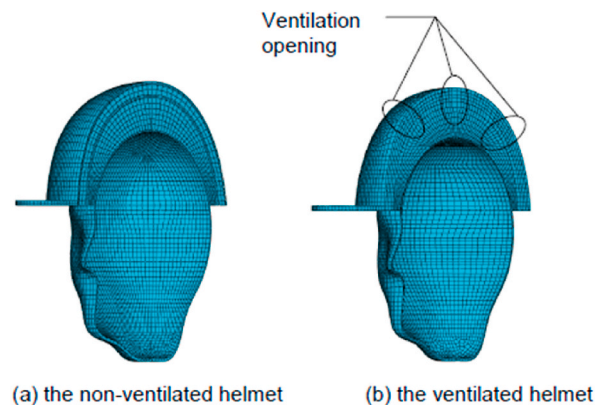 Ventilation
opening
(a) the non-ventilated helmet
(b) the ventilated helmet